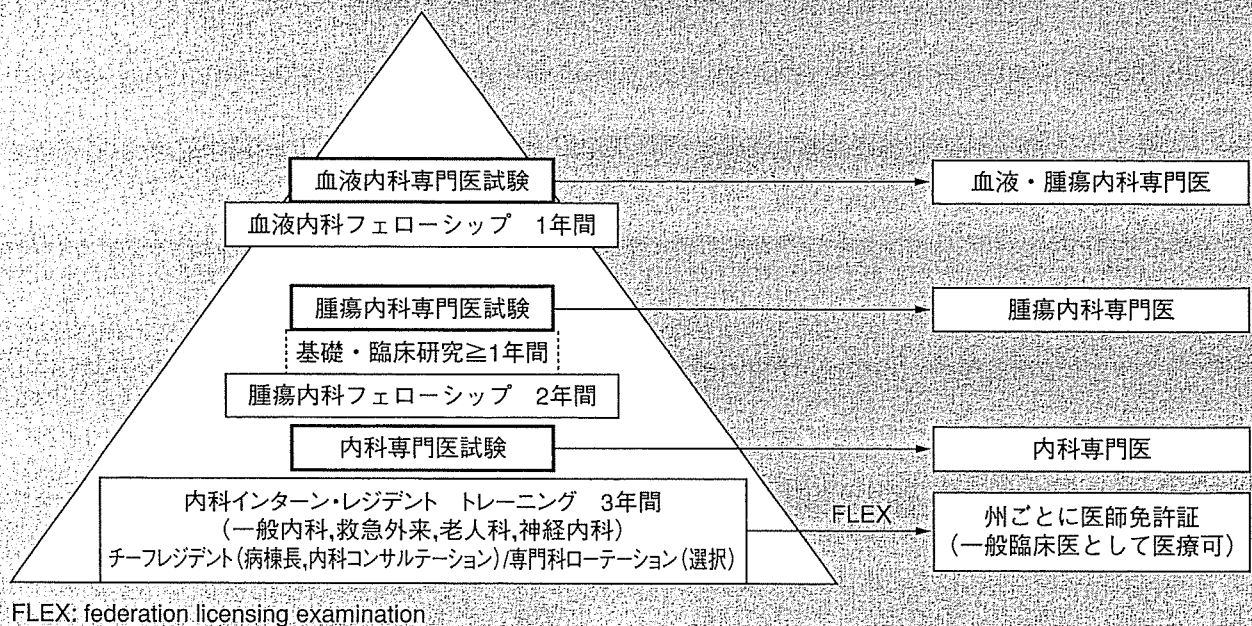 血液内科専門医試験
血液・腫瘍内科専門医
血液内科フェローシップ 1年間
腫瘍内科専門医試験
腫瘍内科専門医
基礎・臨床研究≧1年間
腫瘍内科フェローシップ 2年間
内科専門医試験
内科専門医
内科インターン・レジデント トレーニング 3年間
(一般内科,救急外来,老人科,神経内科)
チーフレジデント(病棟長,内科コンサルテーション)/専門科ローテーション(選択)
FLEX
州ごとに医師免許証
(一般臨床医として医療可)
FLEX: federation licensing examination